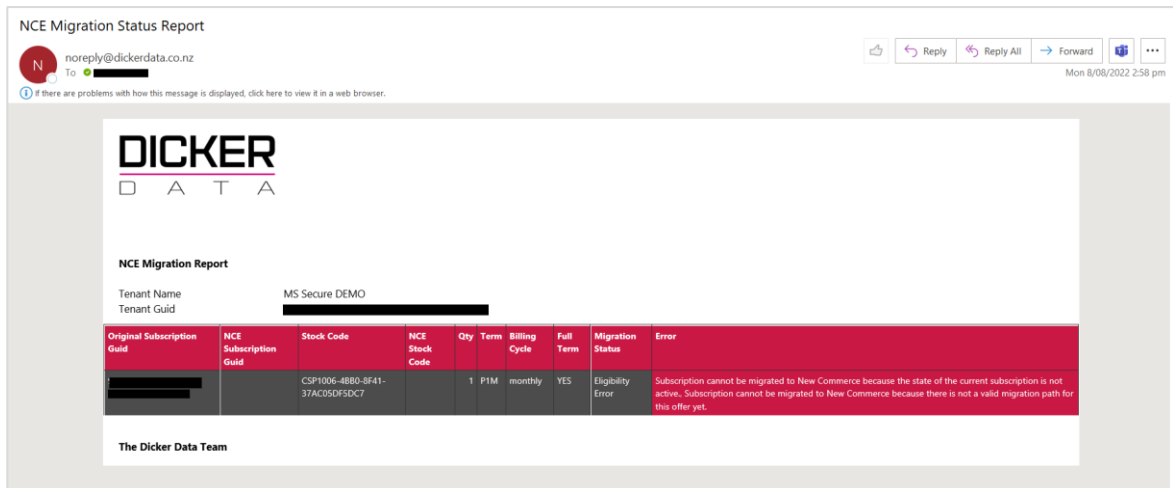 NCE Migration Status Report
N
noreply@dickerdata.co.nz
To
Reply
Reply All
Forward
Mon 8/08/2022 2:58 pm
If there are problems with how this message is displayed, click here to view it in a web browser.
DICKER
DATA
NCE Migration Report
Tenant Name MS Secure DEMO
Tenant Guid
Original Subscription Guid
NCE Subscription Guid
Stock Code
NCE Stock Code
Qty
Term
Billing Cycle
Full Term
Migration Status
Error
CSP1006-4BB0-8F41-
37AC05DF5DC7
1
P1M
monthly
YES
Eligibility
Error
Subscription cannot be migrated to New Commerce because the state of the current subscription is not
active., Subscription cannot be migrated to New Commerce because there is not a valid migration path for
this offer yet.
The Dicker Data Team